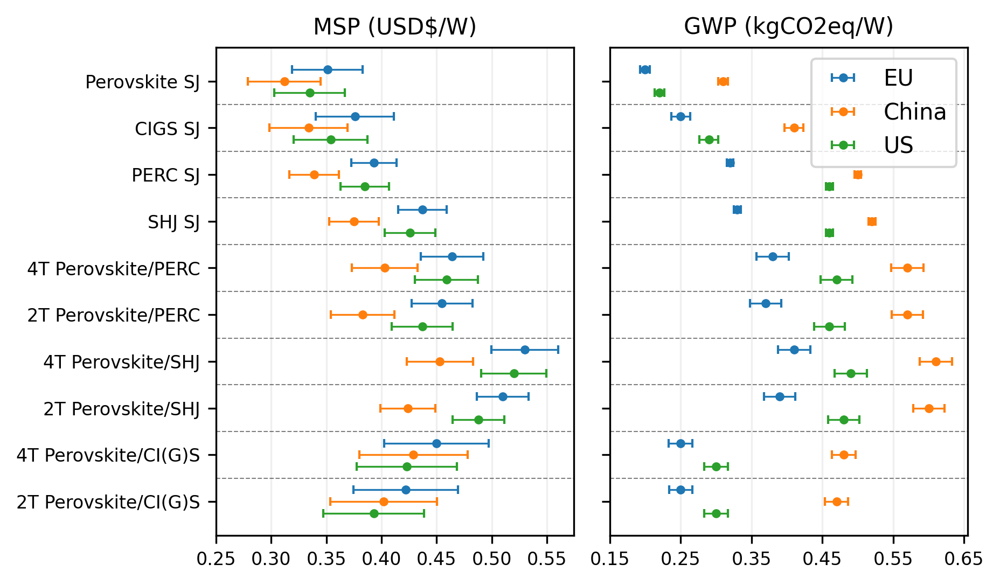 MSP (USD$/W)
GWP (kgCO2eq/W)
Perovskite SJ
CIGS SJ
PERC SJ
SHJ SJ
4T Perovskite/PERC
2T Perovskite/PERC
4T Perovskite/SHJ
2T Perovskite/SHJ
4T Perovskite/CI(G)S
2T Perovskite/CI(G)S
EU
China
US
0.25 0.30 0.35 0.40 0.45 0.50 0.55
0.15 0.25 0.35 0.45 0.55 0.65